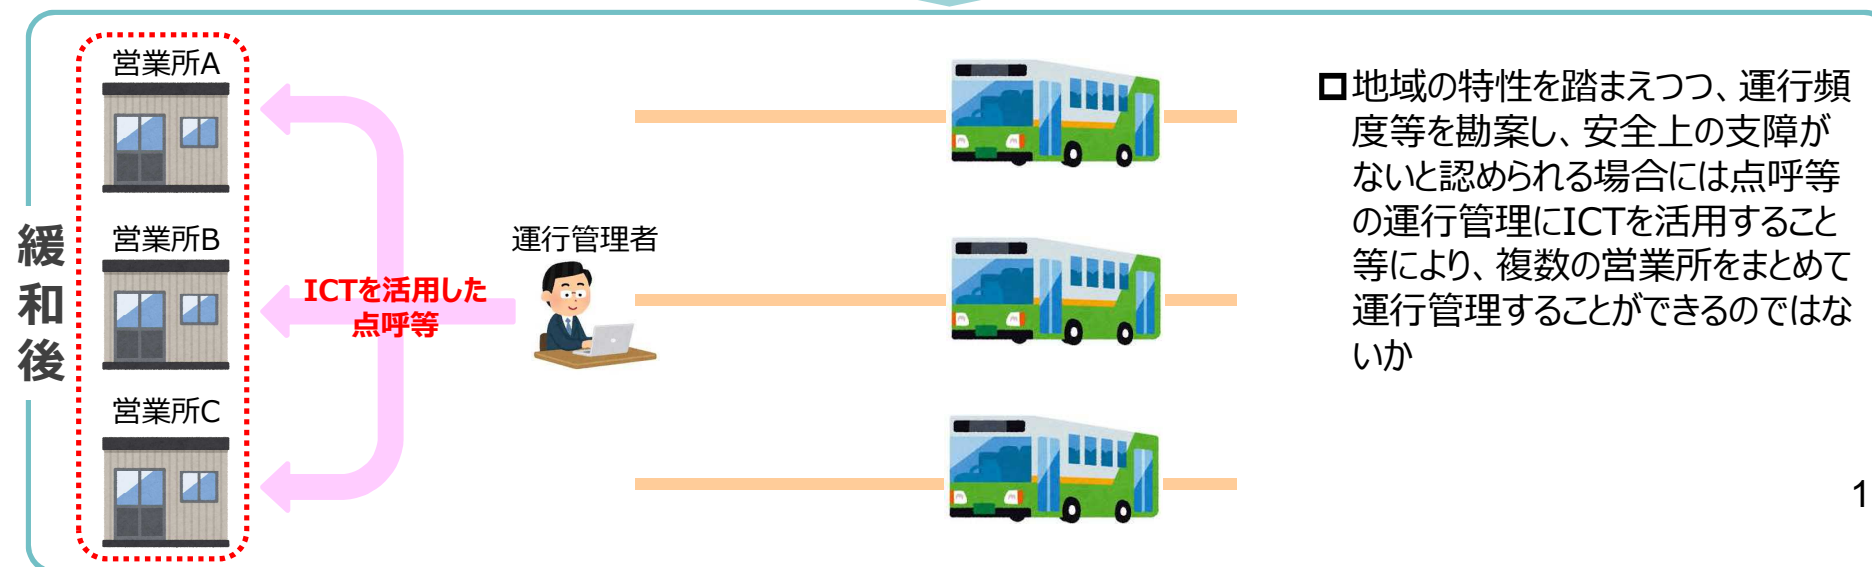 緩和後
営業所A
営業所B
営業所C
ICTを活用した
点呼等
運行管理者
□地域の特性を踏まえつつ、運行頻
度等を勘案し、安全上の支障が
ないと認められる場合には点呼等
の運行管理にICTを活用すること
等により、複数の営業所をまとめて
運行管理することができるのではな
いか
1